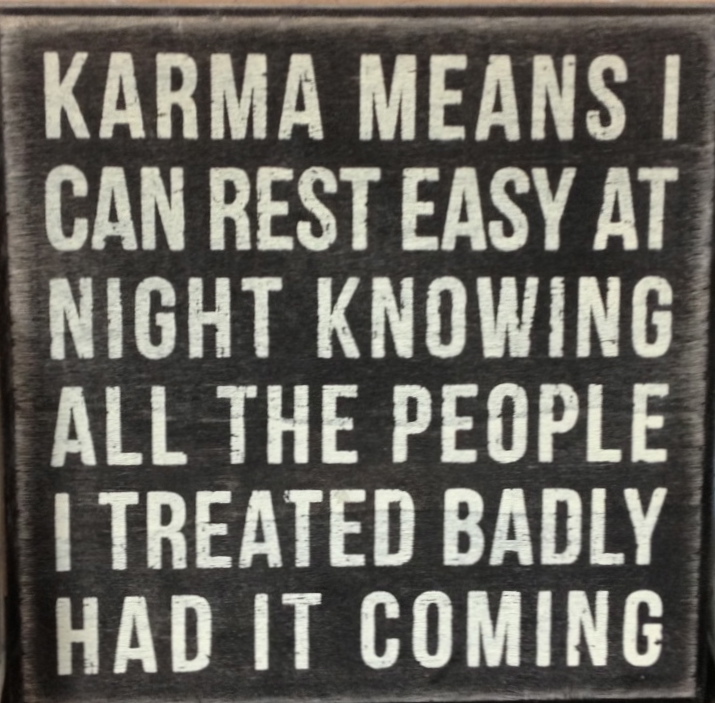 KARMA MEANS I
CAN REST EASY AT
NIGHT KNOWING
ALL THE PEOPLE
I TREATED BADLY
HAD IT COMING